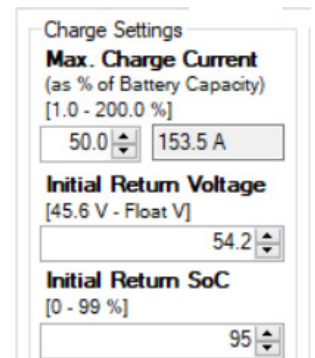 Charge Settings
Max. Charge Current
(as % of Battery Capacity)
[1.0 - 200.0 %]
50.0 153.5 A
Initial Return Voltage
[45.6 V - Float V]
54.2
Initial Return SoC
[0 - 99 %]
95